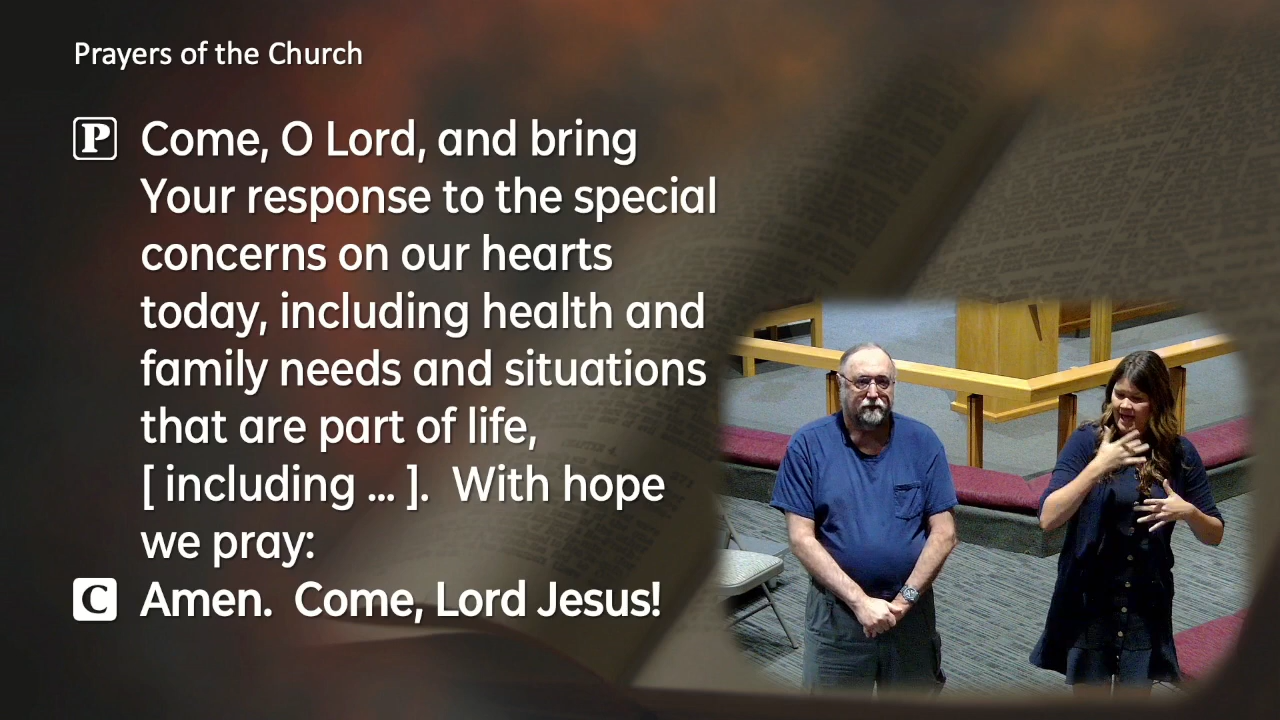 Prayers of the Church
P Come, O Lord, and bring
Your response to the special
concerns on our hearts
today, including health and
family needs and situations
that are part of life,
[ including ... ].  With hope
we pray:
C Amen.  Come, Lord Jesus!